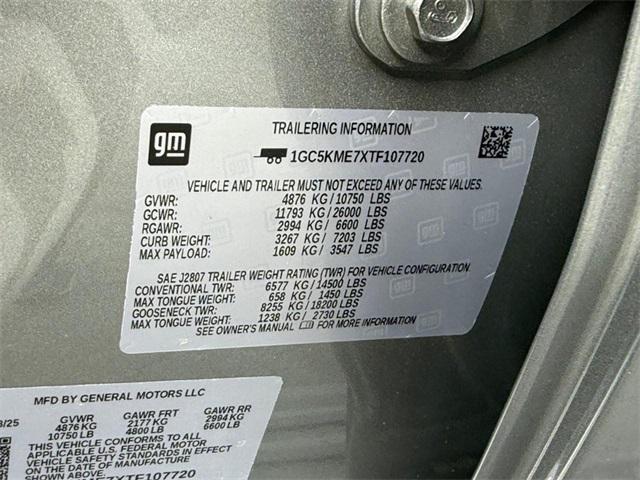 gm
TRAILERING INFORMATION
1GC5KME7XTF107720
VEHICLE AND TRAILER MUST NOT EXCEED ANY OF THESE VALUES.
GVWR: 4876 KG/10750 LBS
GCWR: 11793 KG/26000 LBS
RGAWR: 2994 KG/ 6600 LBS
CURB WEIGHT: 3267 KG/ 7203 LBS
MAX PAYLOAD: 1609 KG/ 3547 LBS
SAE J2807 TRAILER WEIGHT RATING (TWR) FOR VEHICLE CONFIGURATION.
CONVENTIONAL TWR: 6577 KG/14500 LBS
MAX TONGUE WEIGHT: 658 KG/ 1450 LBS
GOOSENECK TWR: 8255 KG/18200 LBS
MAX TONGUE WEIGHT: 1238 KG/ 2730 LBS
SEE OWNER'S MANUAL FOR MORE INFORMATION
MFD BY GENERAL MOTORS LLC
/25 GVWR GAWR FRT GAWR RR
4876 KG 2177 KG 2994 KG
10750 LB 4800 LB 6600 LB
THIS VEHICLE CONFORMS TO ALL
APPLICABLE U.S. FEDERAL MOTOR
VEHICLE SAFETY STANDARDS IN EFFECT
ON THE DATE OF MANUFACTURE
SHOWN ABOVE.
ME7XTF107720